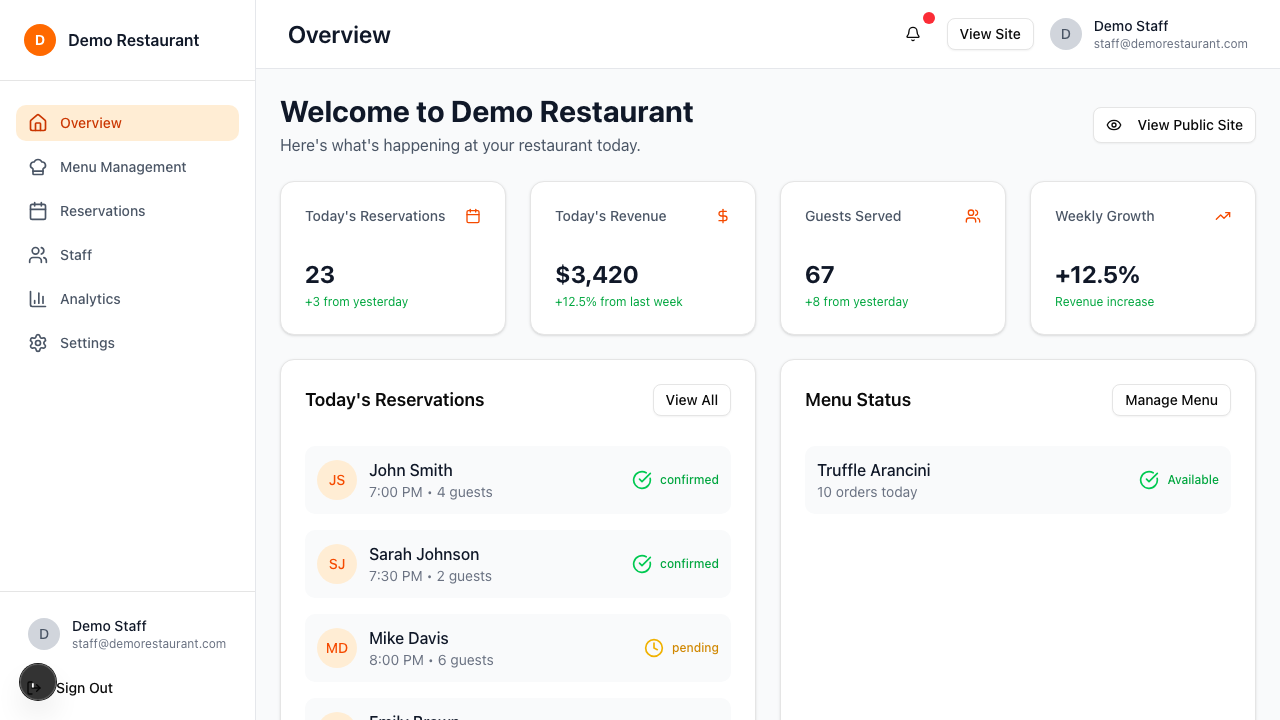 D
Demo Restaurant
Overview
Menu Management
Reservations
Staff
Analytics
Settings
D
Demo Staff
staff@demorestaurant.com
Sign Out
Overview
View Site
D
Demo Staff
staff@demorestaurant.com
Welcome to Demo Restaurant
Here's what's happening at your restaurant today.
View Public Site
Today's Reservations
23
+3 from yesterday
Today's Revenue
$3,420
+12.5% from last week
Guests Served
67
+8 from yesterday
Weekly Growth
+12.5%
Revenue increase
Today's Reservations
View All
JS
John Smith
7:00 PM • 4 guests
confirmed
SJ
Sarah Johnson
7:30 PM • 2 guests
confirmed
MD
Mike Davis
8:00 PM • 6 guests
pending
Emily Brown
Menu Status
Manage Menu
Truffle Arancini
10 orders today
Available